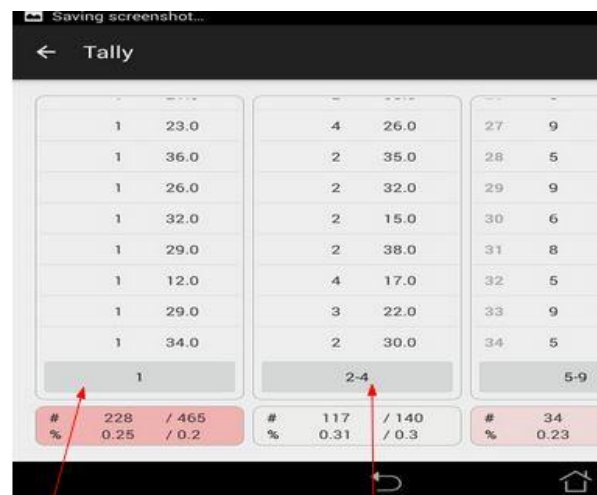 Saving screenshot...
Tally
1 23.0 4 26.0 27 9
1 36.0 2 35.0 28 5
1 26.0 2 32.0 29 9
1 32.0 2 15.0 30 6
1 29.0 2 38.0 31 8
1 12.0 4 17.0 32 5
1 29.0 3 22.0 33 9
1 34.0 2 30.0 34 5
1 2-4 5-9
# 228 / 465 # 117 / 140 # 34
% 0.25 / 0.2 % 0.31 / 0.3 % 0.23